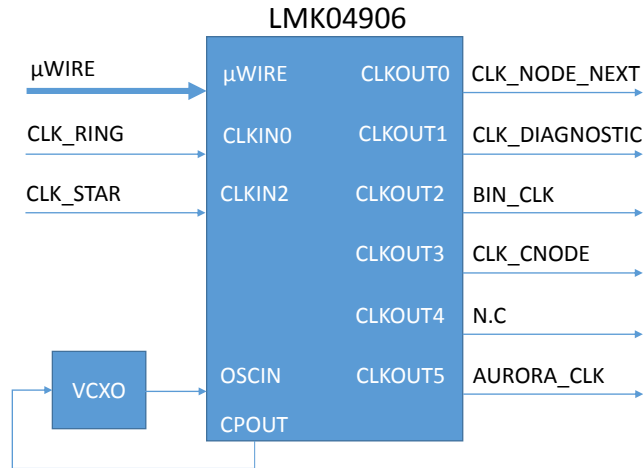 LMK04906
µWIRE
µWIRE
CLKOUT0
CLK_NODE_NEXT
CLK_RING
CLKIN0
CLKOUT1
CLK_DIAGNOSTIC
CLK_STAR
CLKIN2
CLKOUT2
BIN_CLK
CLKOUT3
CLK_CNODE
CLKOUT4
N.C
VCXO
OSCIN
CLKOUT5
AURORA_CLK
CPOUT